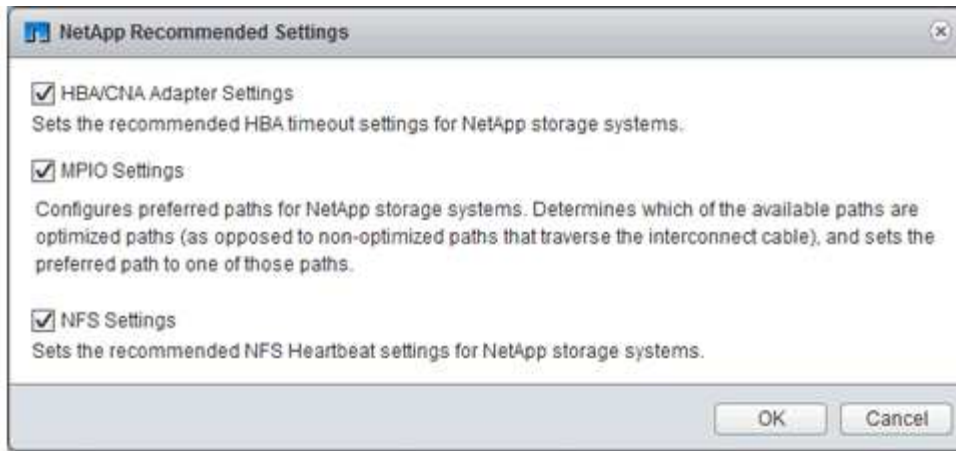 NetApp Recommended Settings
HBA/CNA Adapter Settings
Sets the recommended HBA timeout settings for NetApp storage systems.
MPIO Settings
Configures preferred paths for NetApp storage systems. Determines which of the available paths are
optimized paths (as opposed to non-optimized paths that traverse the interconnect cable), and sets the
preferred path to one of those paths.
NFS Settings
Sets the recommended NFS Heartbeat settings for NetApp storage systems.
OK Cancel